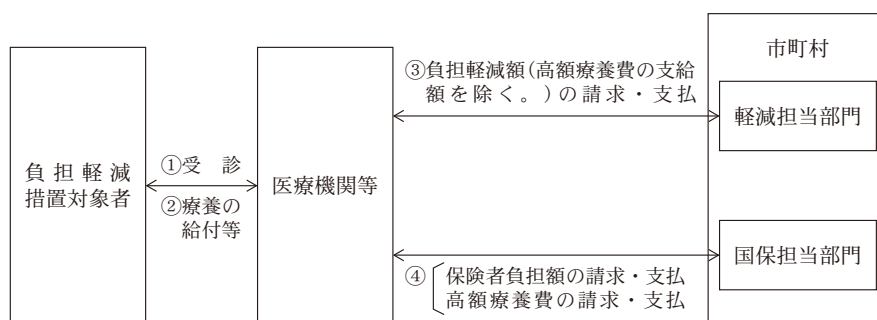 負担軽減
措置対象者
①受　診
②療養の
給付等
医療機関等
③負担軽減額(高額療養費の支給
額を除く。)の請求・支払
④
保険者負担額の請求・支払
高額療養費の請求・支払
市町村
軽減担当部門
国保担当部門